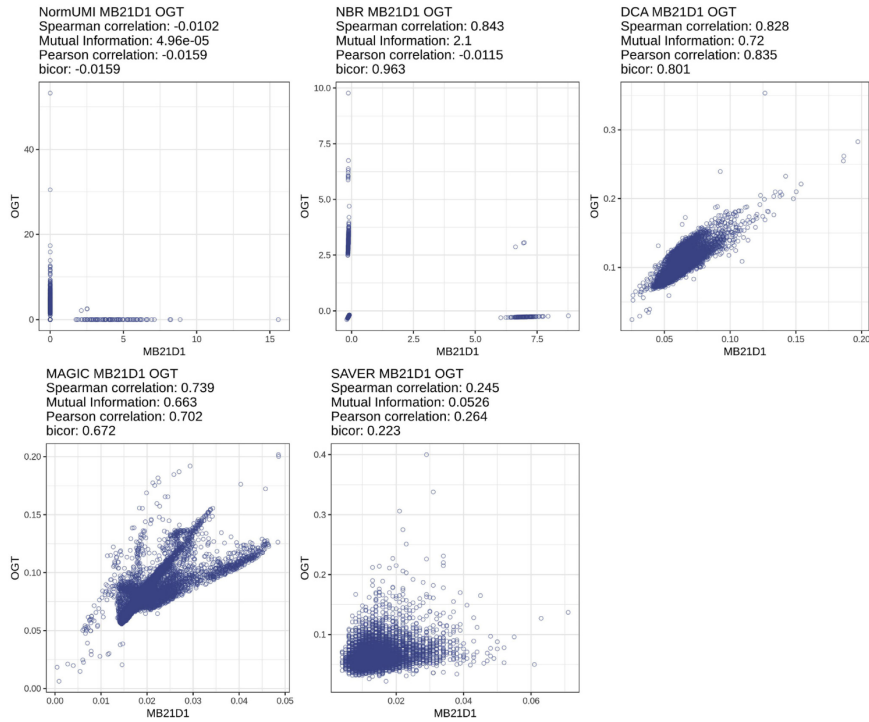 NormUMI MB21D1 OGT
Spearman correlation: -0.0102
Mutual Information: 4.96e-05
Pearson correlation: -0.0159
bicor: -0.0159
40
20
0
OGT
0
5
10
15
MB21D1
NBR MB21D1 OGT
Spearman correlation: 0.843
Mutual Information: 2.1
Pearson correlation: -0.0115
bicor: 0.963
10.0
7.5
5.0
2.5
0.0
OGT
0.0
2.5
5.0
7.5
MB21D1
DCA MB21D1 OGT
Spearman correlation: 0.828
Mutual Information: 0.72
Pearson correlation: 0.835
bicor: 0.801
0.3
0.2
0.1
OGT
0.05
0.10
0.15
0.20
MB21D1
MAGIC MB21D1 OGT
Spearman correlation: 0.739
Mutual Information: 0.663
Pearson correlation: 0.702
bicor: 0.672
0.20
0.15
0.10
0.05
0.00
OGT
0.00
0.01
0.02
0.03
0.04
0.05
MB21D1
SAVER MB21D1 OGT
Spearman correlation: 0.245
Mutual Information: 0.0526
Pearson correlation: 0.264
bicor: 0.223
0.4
0.3
0.2
0.1
OGT
0.02
0.04
0.06
MB21D1